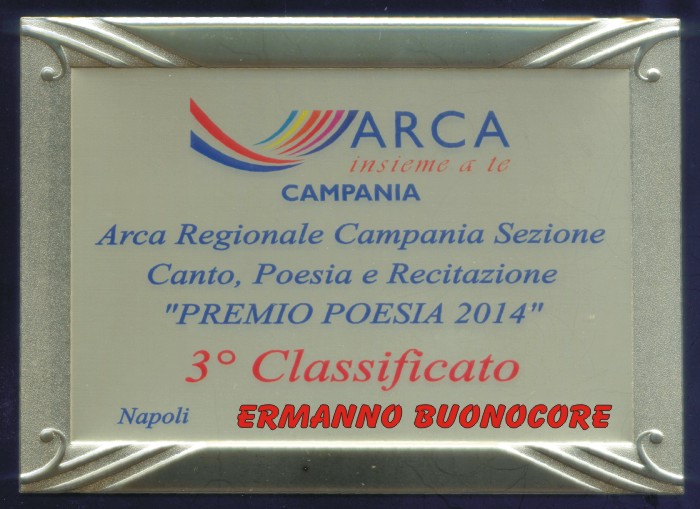 ARCA
insieme a te
CAMPANIA
Arca Regionale Campania Sezione
Canto, Poesia e Recitazione
"PREMIO POESIA 2014"
3° Classificato
Napoli ERMANNO BUONOCORE